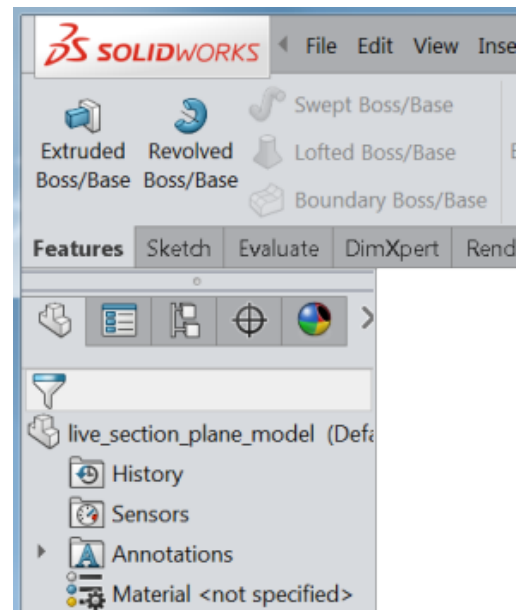 SOLIDWORKS File Edit View
Extruded Boss/Base
Revolved Boss/Base
Swept Boss/Base
Lofted Boss/Base
Boundary Boss/Base
Features Sketch Evaluate DimXpert
live_section_plane_model
History
Sensors
Annotations
Material <not specified>